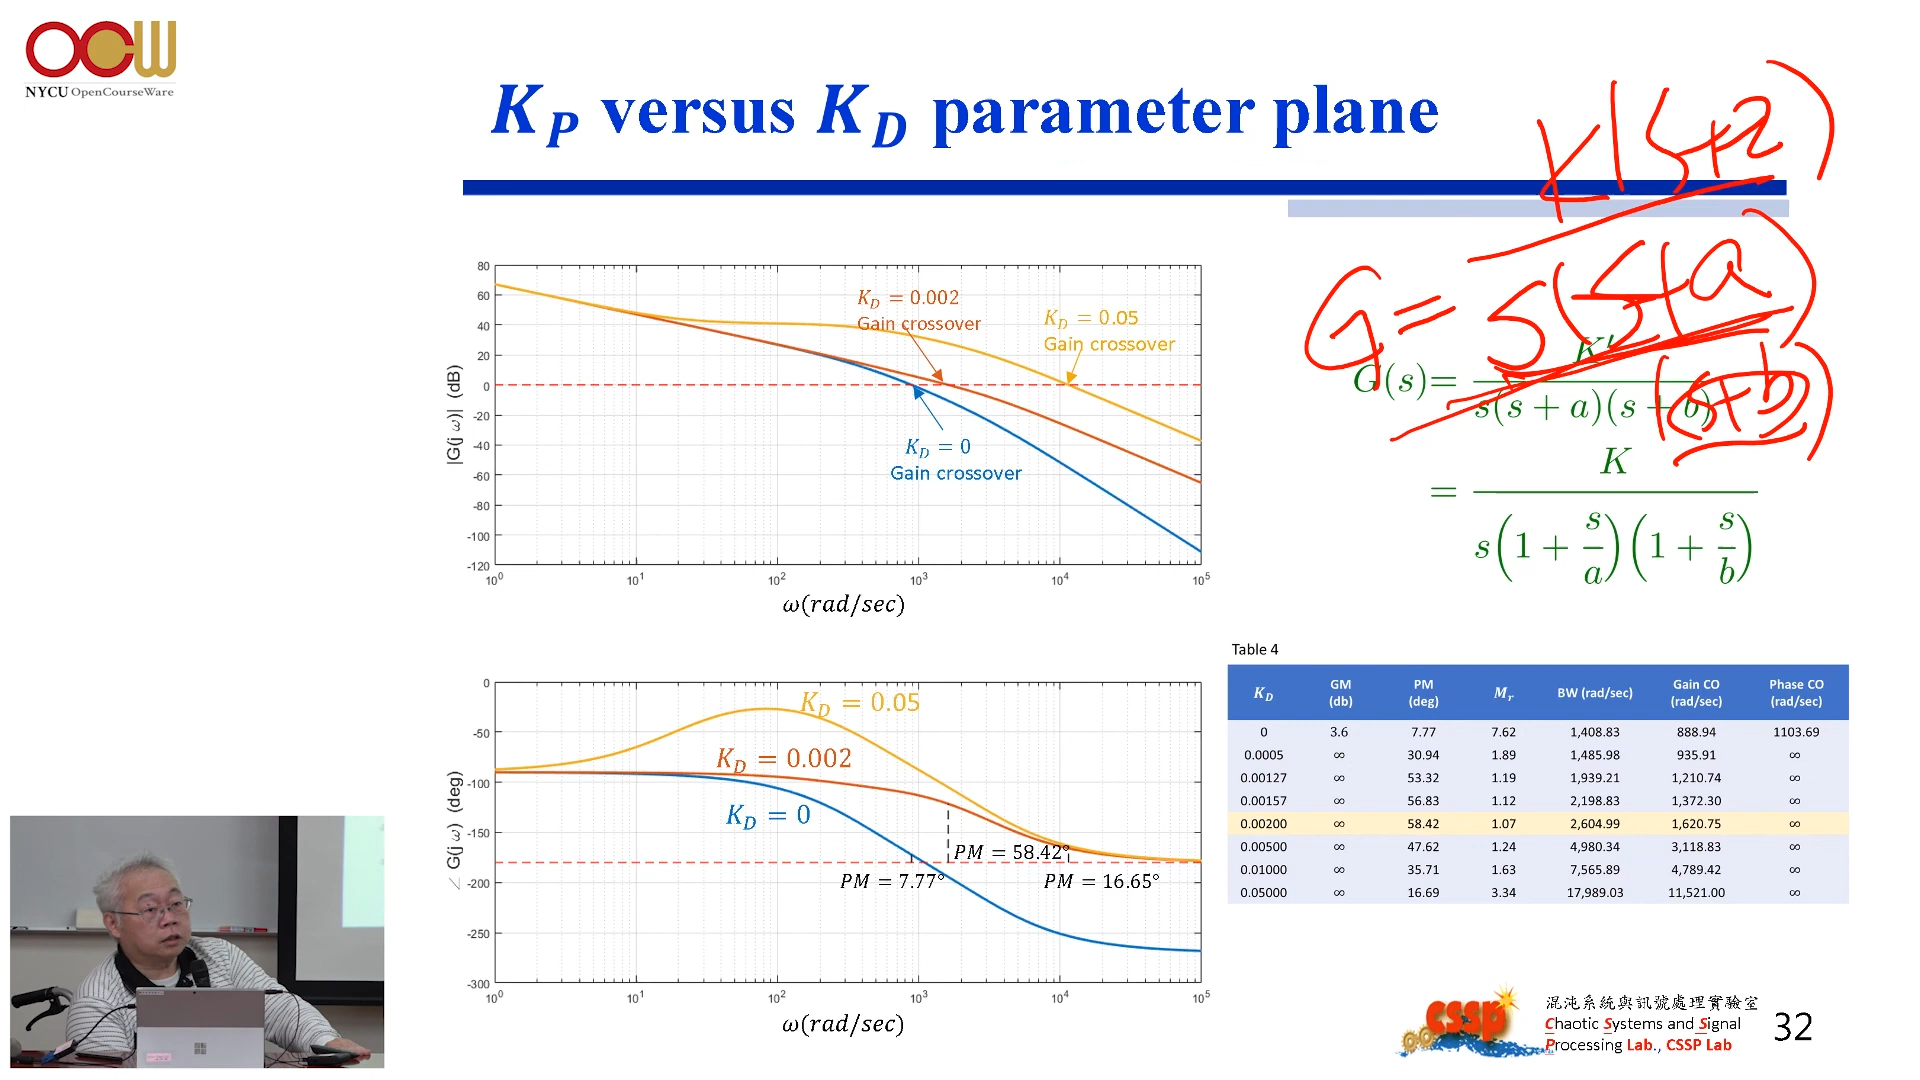 OCW
NYCU OpenCourseWare
K_P versus K_D parameter plane
K(s+z)
G = s(s+a)
(s+b)
G(s)= K' / s(s + a)(s + b)
= K / s(1 + s/a)(1 + s/b)
80
60
40
20
0
-20
-40
-60
-80
-100
-120
|G(j ω)| (dB)
K_D = 0.002
Gain crossover
K_D = 0.05
Gain crossover
K_D = 0
Gain crossover
10^0 10^1 10^2 10^3 10^4 10^5
ω(rad/sec)
0
-50
-100
-150
-200
-250
-300
∠ G(j ω) (deg)
K_D = 0.05
K_D = 0.002
K_D = 0
PM = 58.42°
PM = 7.77°
PM = 16.65°
10^0 10^1 10^2 10^3 10^4 10^5
ω(rad/sec)
Table 4
K_D GM (db) PM (deg) M_r BW (rad/sec) Gain CO (rad/sec) Phase CO (rad/sec)
0 3.6 7.77 7.62 1,408.83 888.94 1103.69
0.0005 ∞ 30.94 1.89 1,485.98 935.91 ∞
0.00127 ∞ 53.32 1.19 1,939.21 1,210.74 ∞
0.00157 ∞ 56.83 1.12 2,198.83 1,372.30 ∞
0.00200 ∞ 58.42 1.07 2,604.99 1,620.75 ∞
0.00500 ∞ 47.62 1.24 4,980.34 3,118.83 ∞
0.01000 ∞ 35.71 1.63 7,565.89 4,789.42 ∞
0.05000 ∞ 16.69 3.34 17,989.03 11,521.00 ∞
cssp
混沌系統與訊號處理實驗室
Chaotic Systems and Signal
Processing Lab., CSSP Lab
32